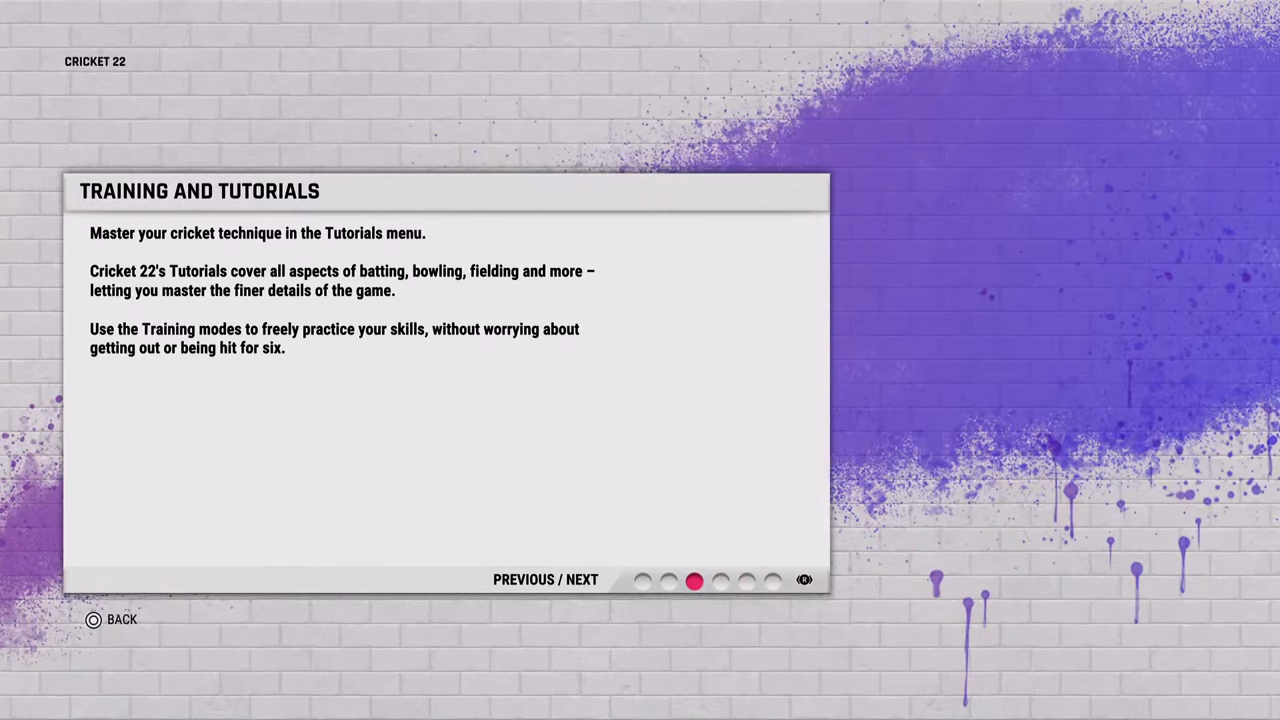 CRICKET 22
TRAINING AND TUTORIALS
Master your cricket technique in the Tutorials menu.
Cricket 22's Tutorials cover all aspects of batting, bowling, fielding and more –
letting you master the finer details of the game.
Use the Training modes to freely practice your skills, without worrying about
getting out or being hit for six.
PREVIOUS / NEXT
R
BACK